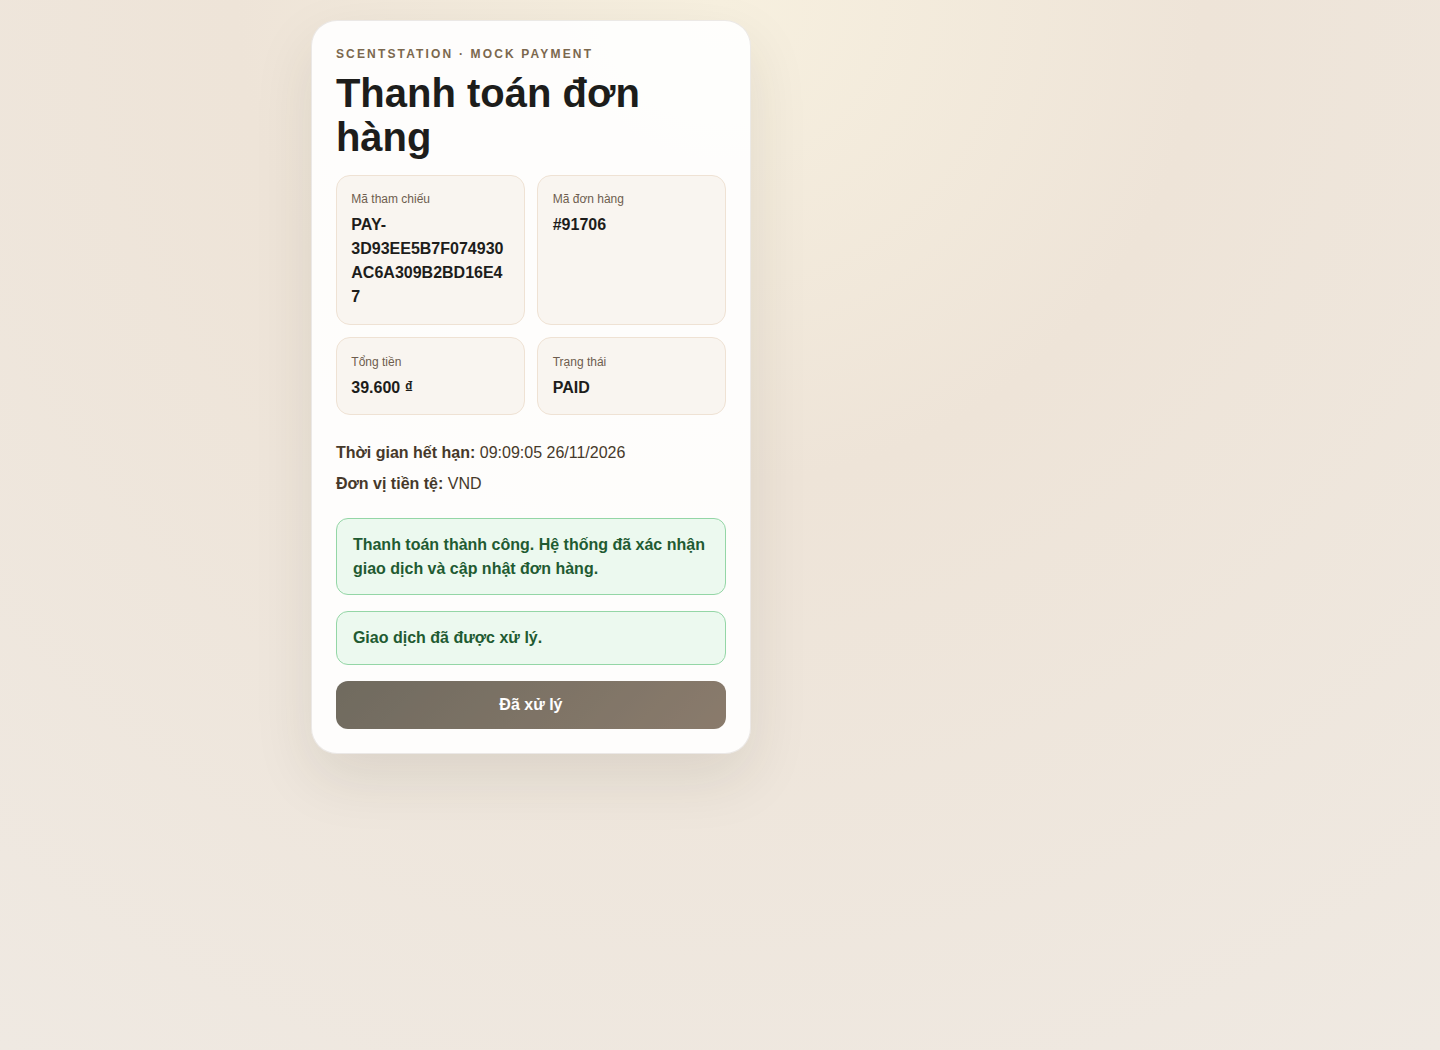 SCENTSTATION · MOCK PAYMENT
Thanh toán đơn
hàng
Mã tham chiếu
PAY-
3D93EE5B7F074930
AC6A309B2BD16E4
7
Mã đơn hàng
#91706
Tổng tiền
39.600 ₫
Trạng thái
PAID
Thời gian hết hạn: 09:09:05 26/11/2026
Đơn vị tiền tệ: VND
Thanh toán thành công. Hệ thống đã xác nhận
giao dịch và cập nhật đơn hàng.
Giao dịch đã được xử lý.
Đã xử lý